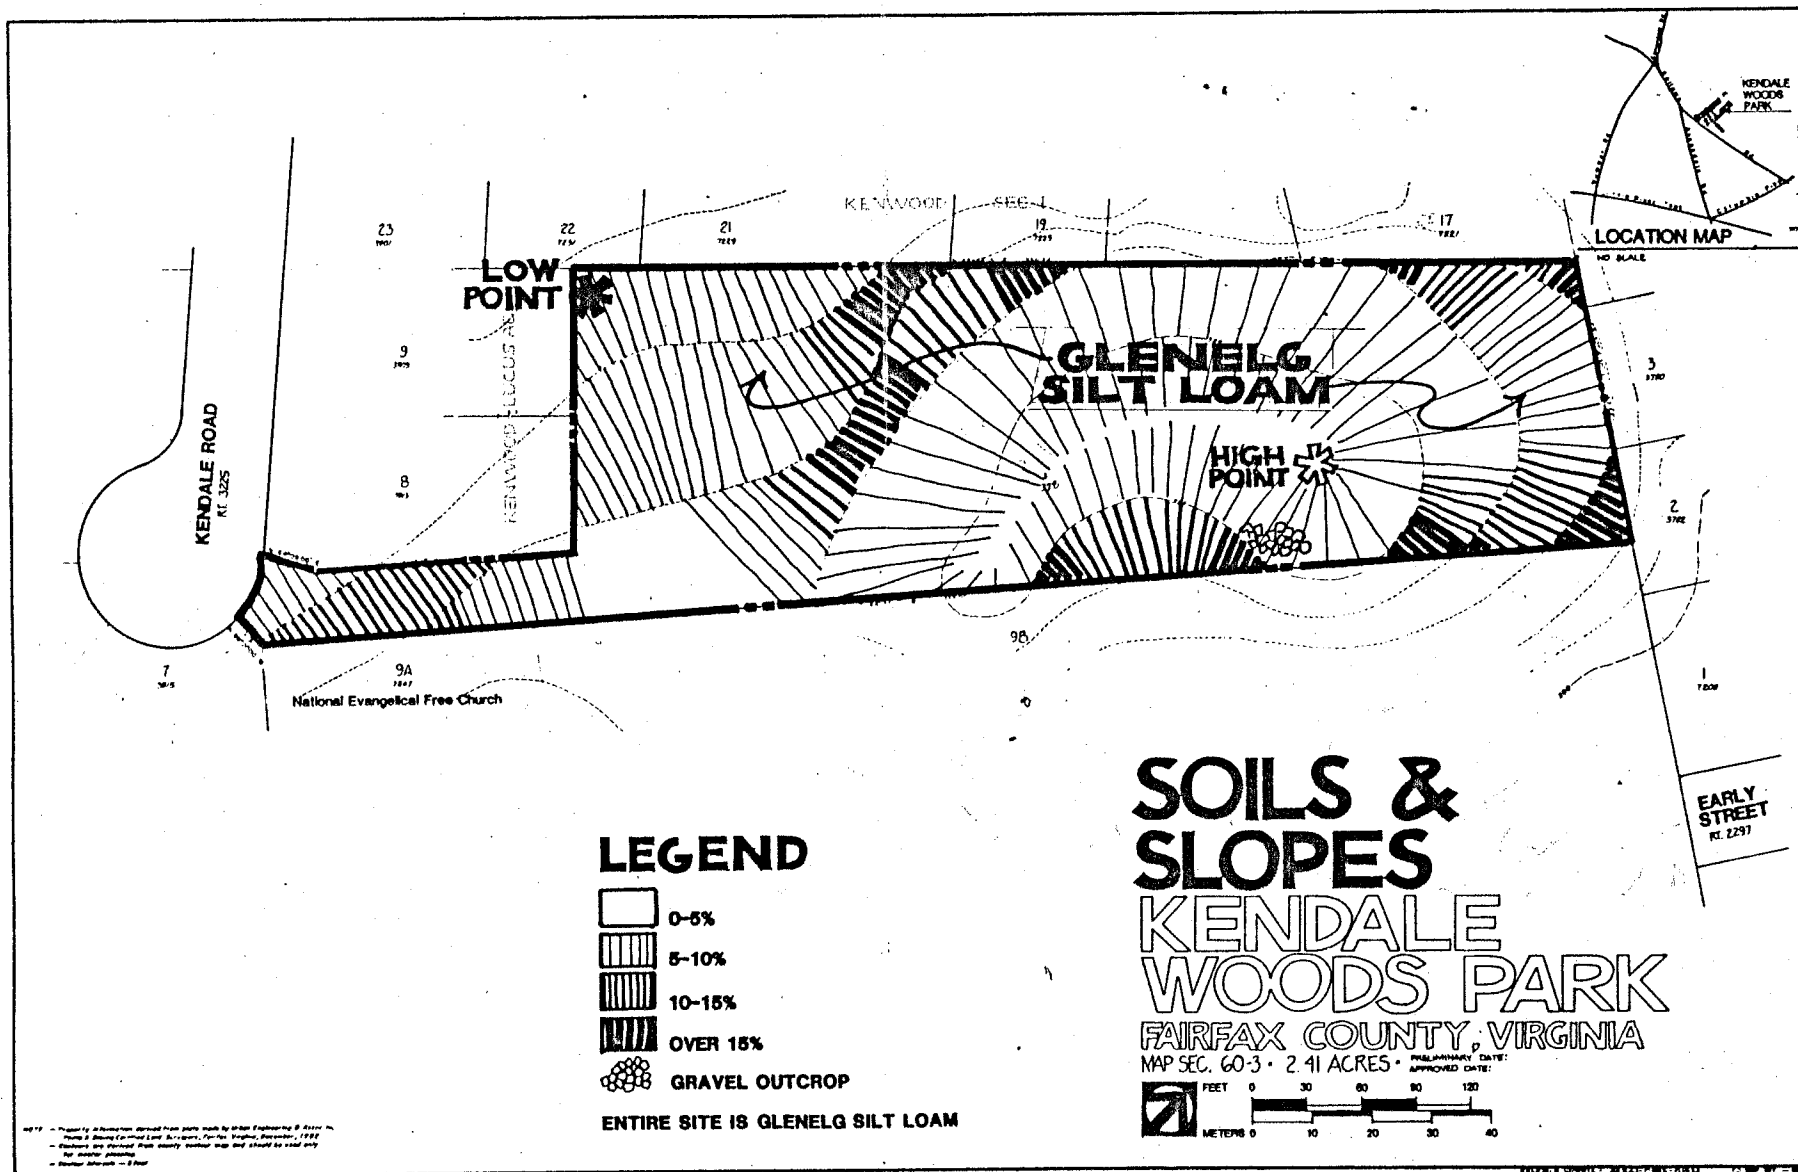 KENDALE
WOODS
PARK
LOCATION MAP
NO SCALE
KENWOOD SEC. 1
23
22
21
19
17
LOW
POINT
9
8
KENDALE ROAD
RT. 3225
GLENELG
SILT LOAM
HIGH
POINT
378
3
2
1
7
9A
9B
National Evangelical Free Church
EARLY
STREET
RT. 2297
SOILS &
SLOPES
KENDALE
WOODS PARK
FAIRFAX COUNTY, VIRGINIA
MAP SEC. 60-3 • 2.41 ACRES •
PRELIMINARY DATE:
APPROVED DATE:
FEET 0 30 60 90 120
METERS 0 10 20 30 40
LEGEND
0-5%
5-10%
10-15%
OVER 15%
GRAVEL OUTCROP
ENTIRE SITE IS GLENELG SILT LOAM